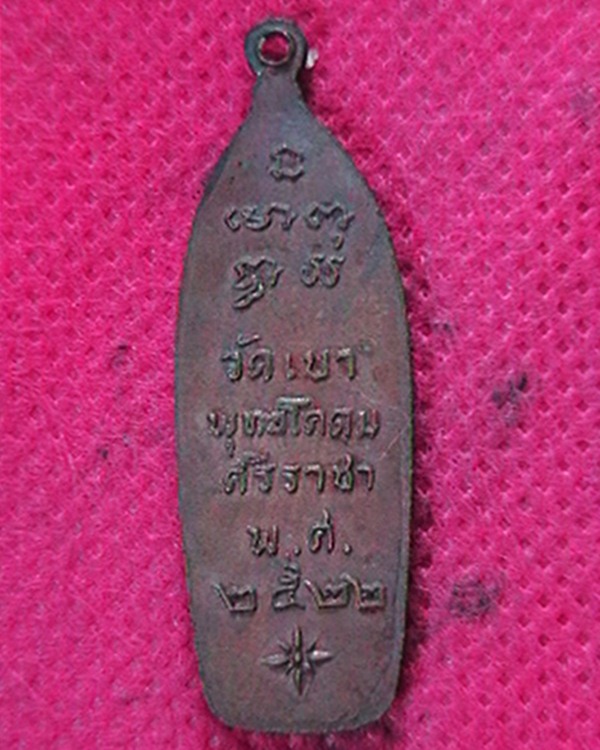 วัดเขา
พุทธโคดม
ศรีราชา
พ.ศ.
๒๕๒๒